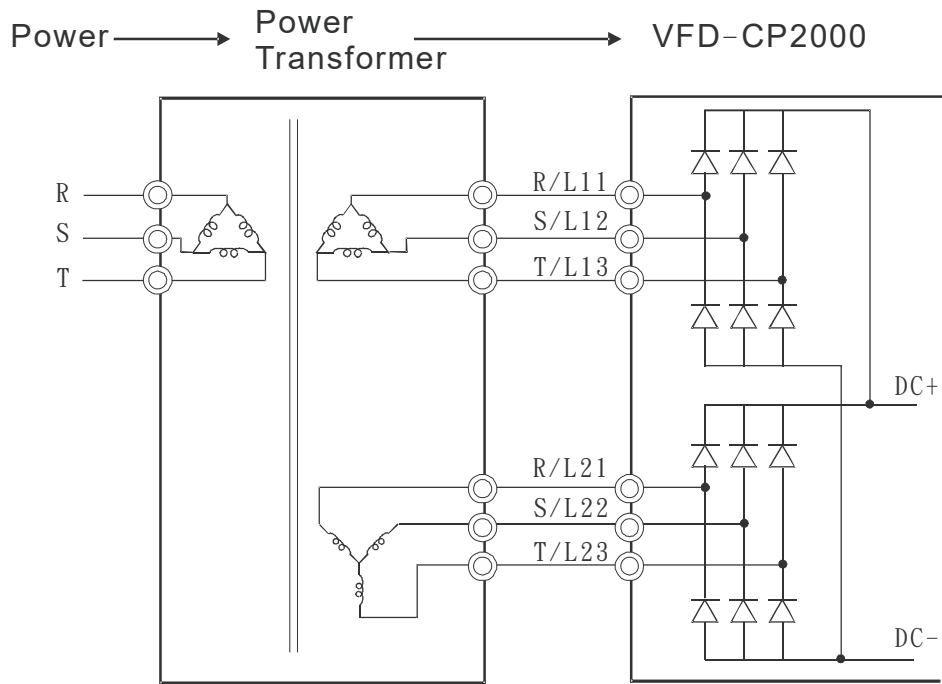 Power
Power
Transformer
VFD-CP2000
R
S
T
R/L11
S/L12
T/L13
DC+
R/L21
S/L22
T/L23
DC-